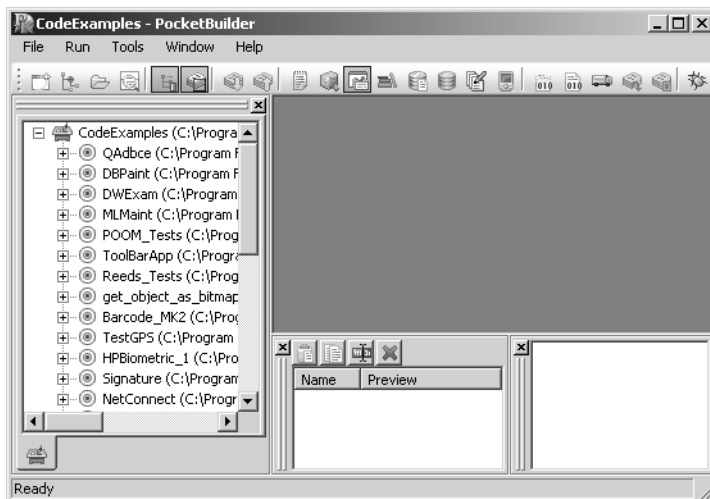 CodeExamples - PocketBuilder
File Run Tools Window Help
CodeExamples (C:\Progra
QAdbce (C:\Program F
DBPaint (C:\Program F
DWExam (C:\Program
MLMaint (C:\Program
POOM_Tests (C:\Prog
ToolBarApp (C:\Progra
Reeds_Tests (C:\Prog
get_object_as_bitmap
Barcode_MK2 (C:\Prog
TestGPS (C:\Program
HPBiometric_1 (C:\Pro
Signature (C:\Program
NetConnect (C:\Progr
Name Preview
Ready